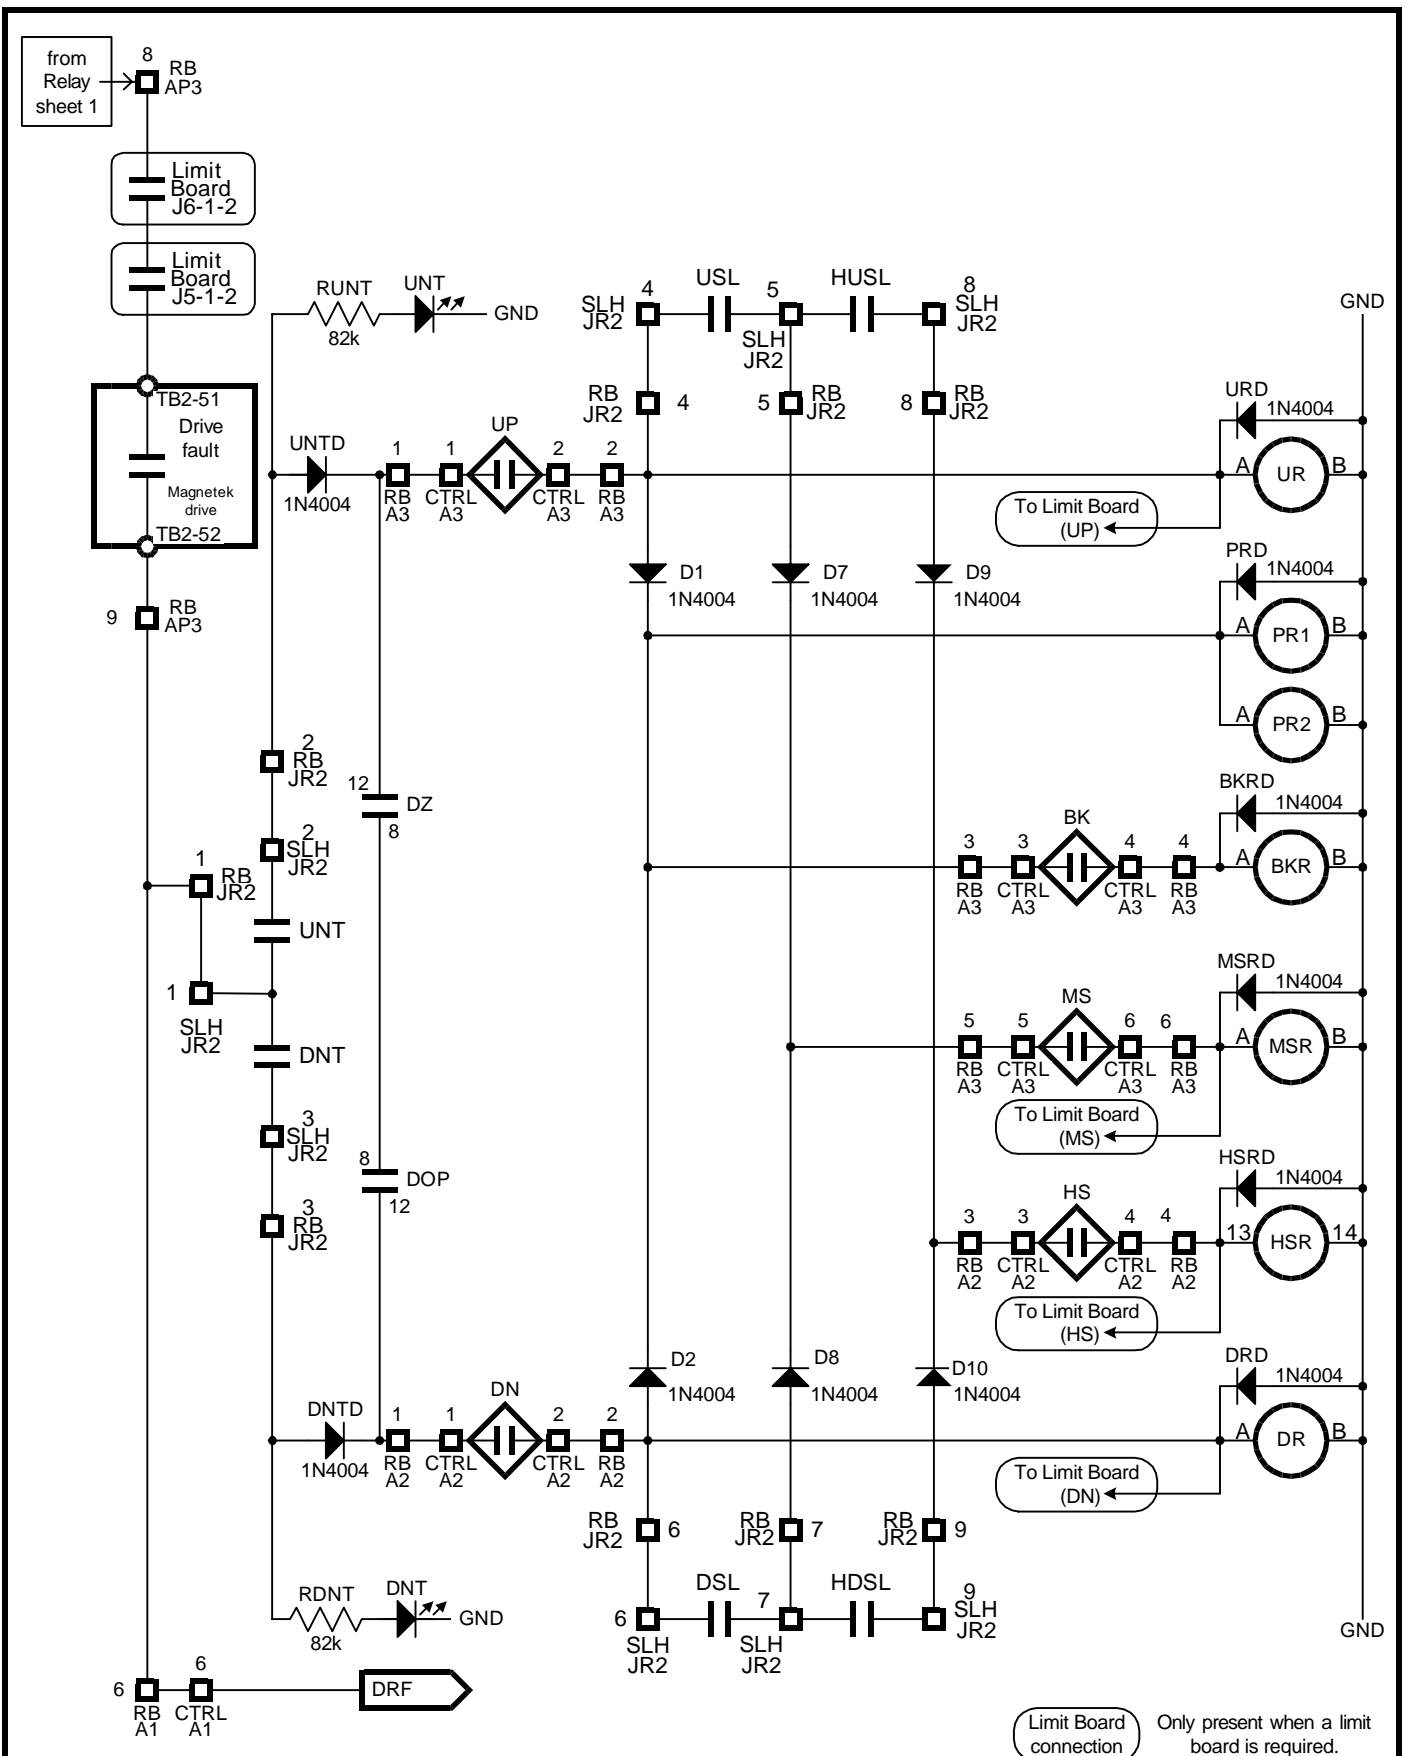 from
Relay
sheet 1
8
RB
AP3
Limit
Board
J6-1-2
Limit
Board
J5-1-2
TB2-51
Drive
fault
Magnetek
drive
TB2-52
9
RB
AP3
RUNT
82k
UNT
GND
UNTD
1N4004
1
RB
A3
1
CTRL
A3
UP
2
CTRL
A3
2
RB
A3
4
SLH
JR2
USL
5
SLH
JR2
HUSL
8
SLH
JR2
RB
JR2
4
5
RB
JR2
8
RB
JR2
GND
URD
1N4004
A
UR
B
To Limit Board
(UP)
D1
1N4004
D7
1N4004
D9
1N4004
PRD
1N4004
A
PR1
B
A
PR2
B
2
RB
JR2
2
SLH
JR2
12
DZ
8
1
RB
JR2
UNT
1
SLH
JR2
DNT
3
SLH
JR2
3
RB
JR2
8
DOP
12
3
RB
A3
3
CTRL
A3
BK
4
CTRL
A3
4
RB
A3
BKRD
1N4004
A
BKR
B
5
RB
A3
5
CTRL
A3
MS
6
CTRL
A3
6
RB
A3
MSRD
1N4004
A
MSR
B
To Limit Board
(MS)
3
RB
A2
3
CTRL
A2
HS
4
CTRL
A2
4
RB
A2
HSRD
1N4004
13
HSR
14
To Limit Board
(HS)
D2
1N4004
D8
1N4004
D10
1N4004
DRD
1N4004
A
DR
B
To Limit Board
(DN)
DNTD
1N4004
1
RB
A2
1
CTRL
A2
DN
2
CTRL
A2
2
RB
A2
RB
JR2
6
RB
JR2
7
RB
JR2
9
6
SLH
JR2
DSL
7
SLH
JR2
HDSL
9
SLH
JR2
RDNT
82k
DNT
GND
GND
6
RB
A1
6
CTRL
A1
DRF
Limit Board
connection
Only present when a limit
board is required.